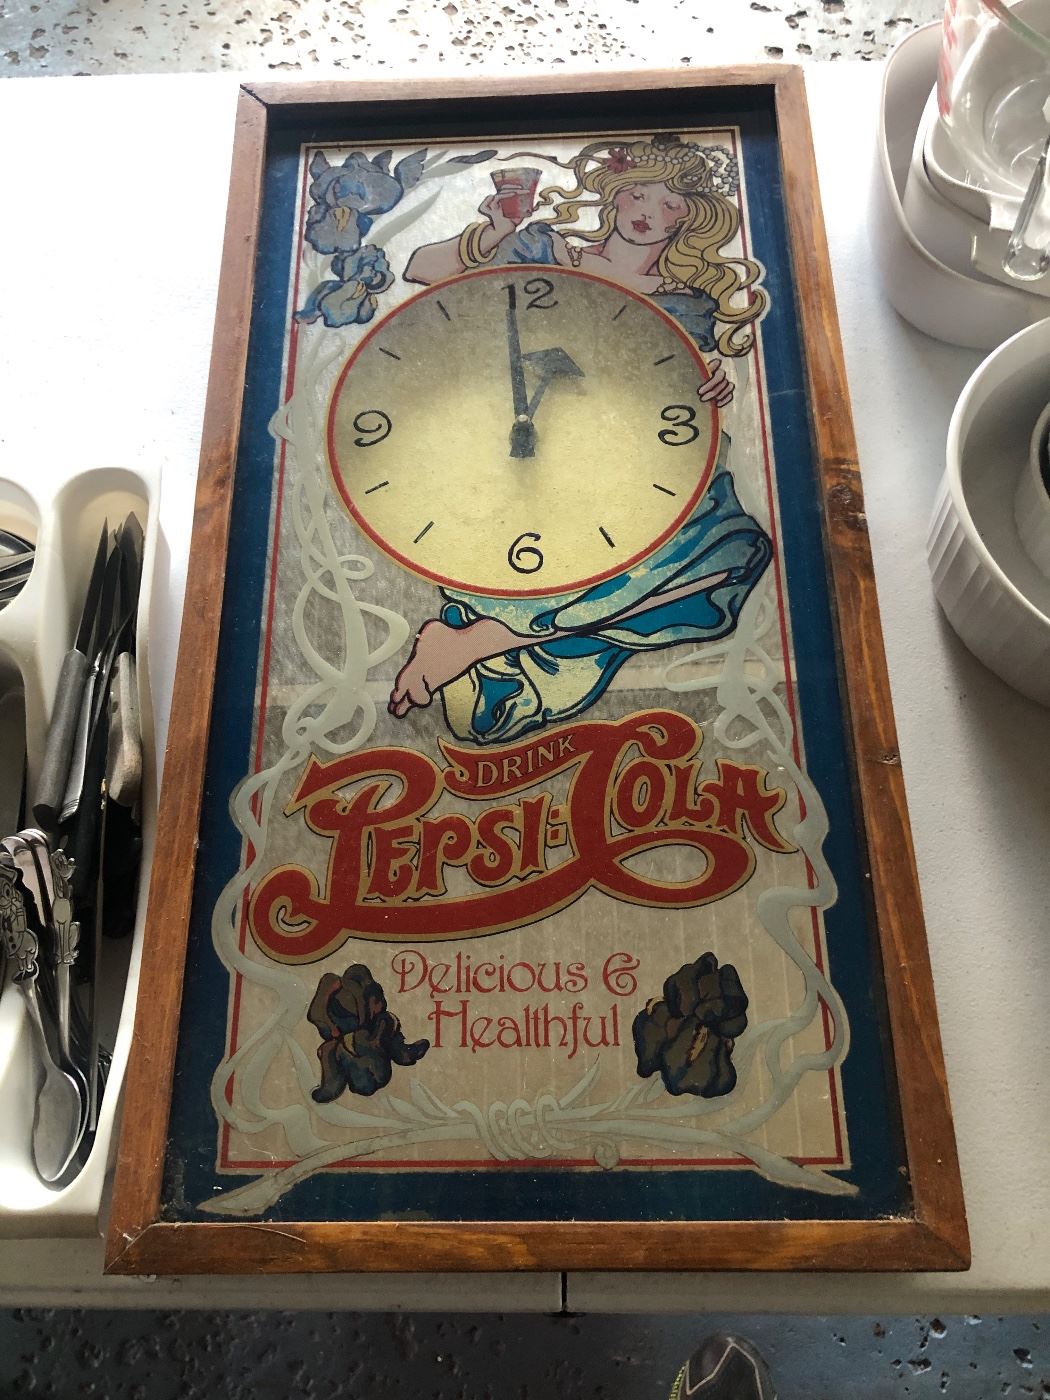 12
9
3
6
DRINK
PEPSI:COLA
Delicious &
Healthful